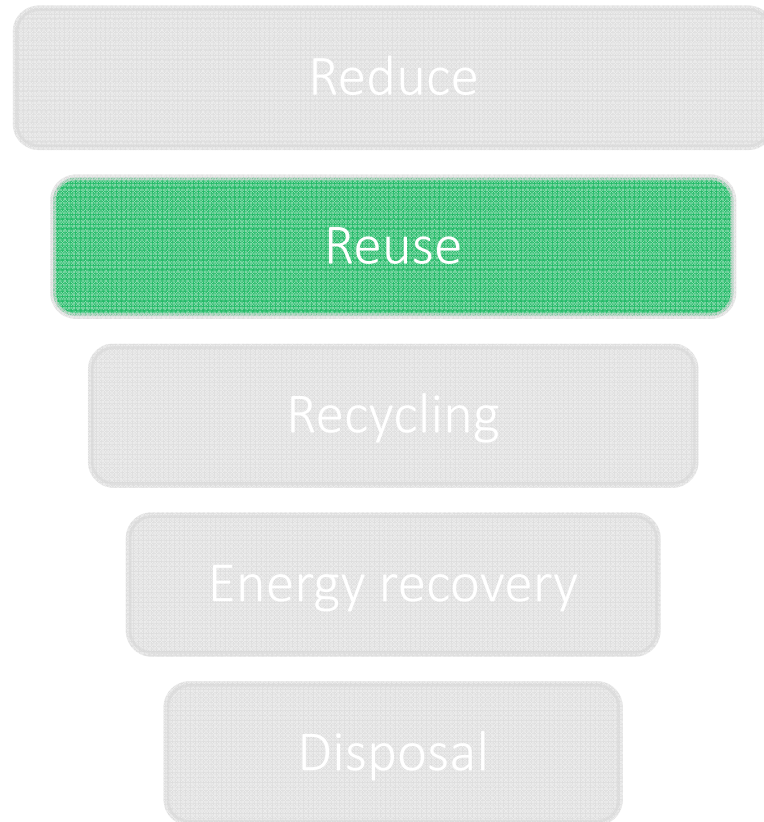 Reduce
Reuse
Recycling
Energy recovery
Disposal